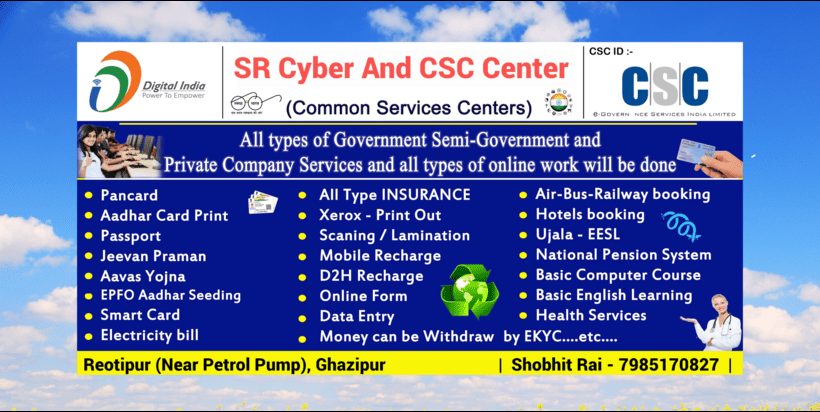 Digital India
Power To Empower
SR Cyber And CSC Center
(Common Services Centers)
CSC ID :-
CSC
e-Govern nce Services India Limited
All types of Government Semi-Government and
Private Company Services and all types of online work will be done
• Pancard
• Aadhar Card Print
• Passport
• Jeevan Praman
• Aavas Yojna
• EPFO Aadhar Seeding
• Smart Card
• Electricity bill
• All Type INSURANCE
• Xerox - Print Out
• Scaning / Lamination
• Mobile Recharge
• D2H Recharge
• Online Form
• Data Entry
• Money can be Withdraw by EKYC....etc....
• Air-Bus-Railway booking
• Hotels booking
• Ujala - EESL
• National Pension System
• Basic Computer Course
• Basic English Learning
• Health Services
Reotipur (Near Petrol Pump), Ghazipur
| Shobhit Rai - 7985170827 |